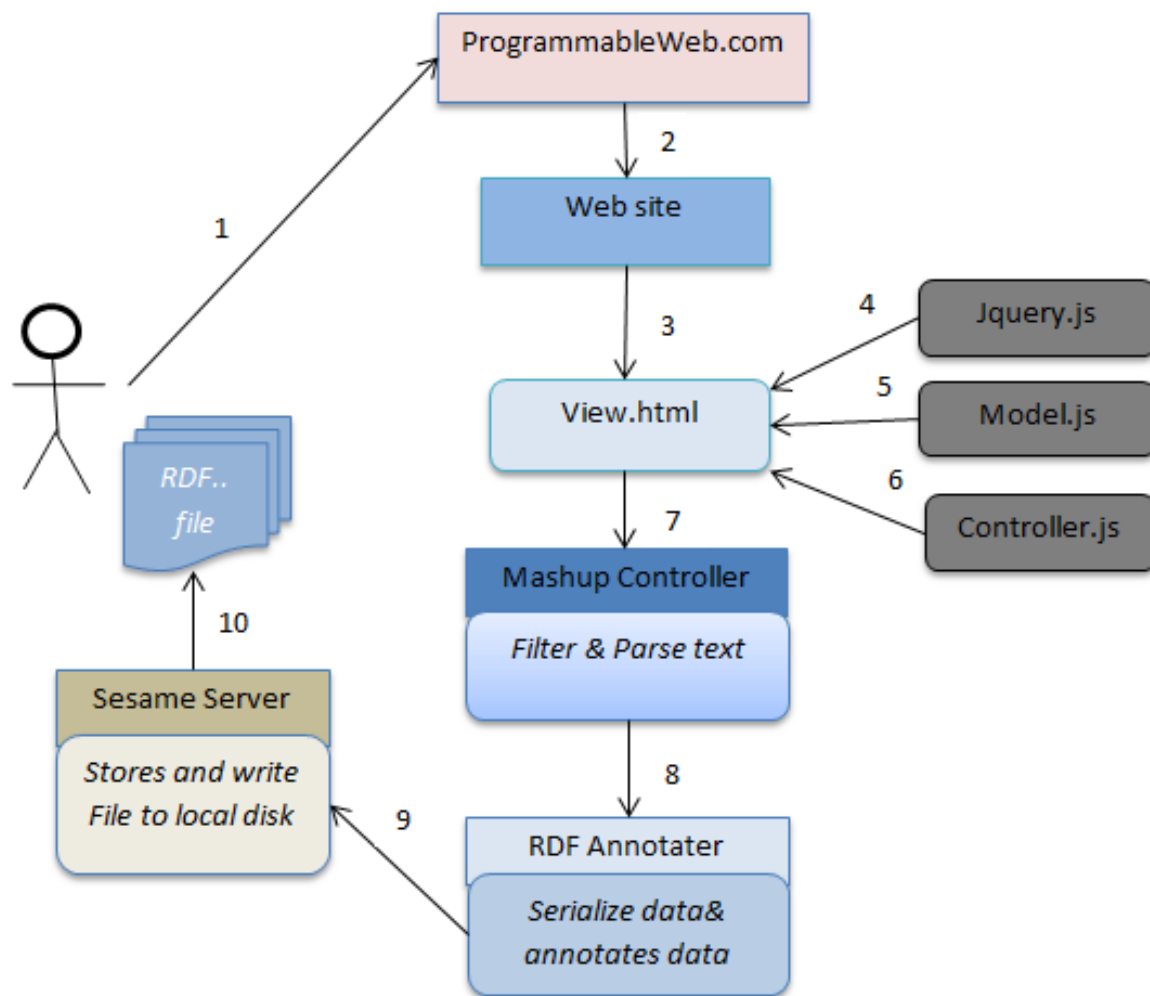 ProgrammableWeb.com
2
Web site
1
3
4
Jquery.js
View.html
5
Model.js
6
Controller.js
RDF..
file
7
Mashup Controller
Filter & Parse text
10
Sesame Server
Stores and write
File to local disk
8
9
RDF Annotater
Serialize data&
annotates data